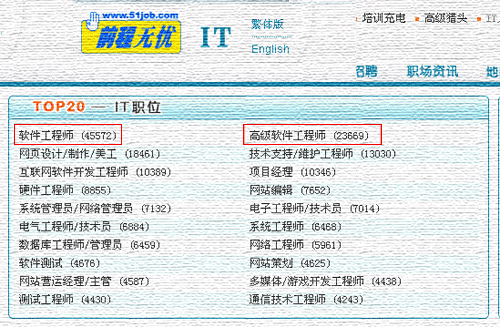 www.51job.com
前程无忧
IT
繁体版
English
培训充电
高级猎头
IT
招聘
职场资讯
地
TOP20 — IT职位
软件工程师 (45572)
高级软件工程师 (23669)
网页设计/制作/美工 (18461)
技术支持/维护工程师 (13030)
互联网软件开发工程师 (10389)
项目经理 (10346)
硬件工程师 (8855)
网站编辑 (7652)
系统管理员/网络管理员 (7132)
电子工程师/技术员 (7014)
电气工程师/技术员 (6884)
系统工程师 (6468)
数据库工程师/管理员 (6459)
网络工程师 (5961)
软件测试 (4676)
网站策划 (4625)
网站营运经理/主管 (4587)
多媒体/游戏开发工程师 (4438)
测试工程师 (4430)
通信技术工程师 (4243)